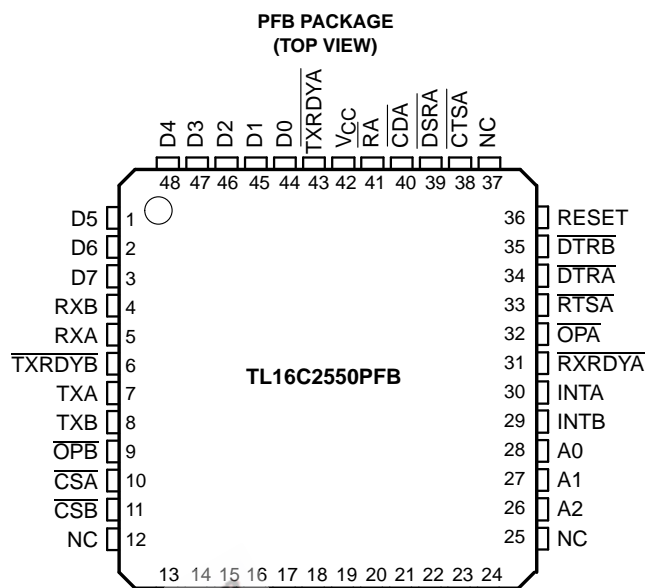 PFB PACKAGE
(TOP VIEW)
D4 D3 D2 D1 D0 TXRDYA VCC RA CDA DSRA CTSA NC
48 47 46 45 44 43 42 41 40 39 38 37
D5 1 36 RESET
D6 2 35 DTRB
D7 3 34 DTRA
RXB 4 33 RTSA
RXA 5 32 OPA
TXRDYB 6 31 RXRDYA
TL16C2550PFB
TXA 7 30 INTA
TXB 8 29 INTB
OPB 9 28 A0
CSA 10 27 A1
CSB 11 26 A2
NC 12 25 NC
13 14 15 16 17 18 19 20 21 22 23 24